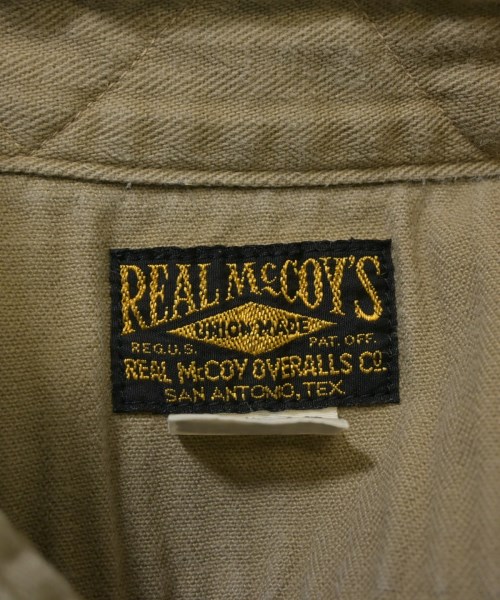 REAL McCOY'S
UNION MADE
REG.U.S. PAT. OFF.
REAL McCOY OVERALLS CO.
SAN ANTONIO, TEX.